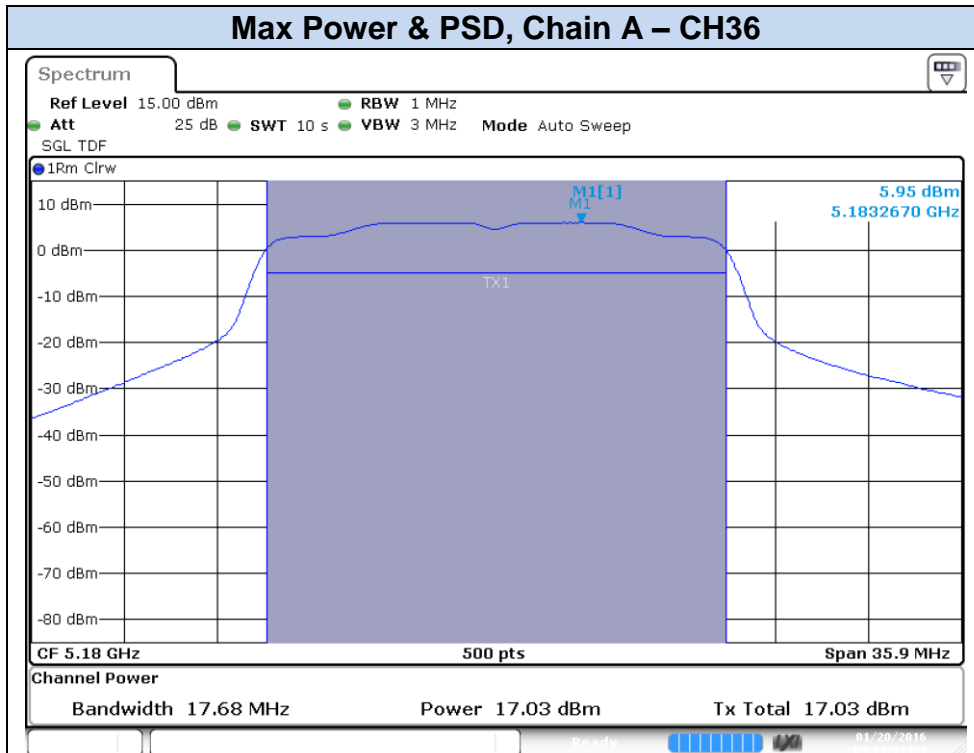 Max Power & PSD, Chain A – CH36
Spectrum
Ref Level 15.00 dBm RBW 1 MHz
Att 25 dB SWT 10 s VBW 3 MHz Mode Auto Sweep
SGL TDF
1Rm Clrw
M1[1] 5.95 dBm
5.1832670 GHz
M1
10 dBm
0 dBm
TX1
-10 dBm
-20 dBm
-30 dBm
-40 dBm
-50 dBm
-60 dBm
-70 dBm
-80 dBm
CF 5.18 GHz 500 pts Span 35.9 MHz
Channel Power
Bandwidth 17.68 MHz Power 17.03 dBm Tx Total 17.03 dBm
Ready 01/20/2016